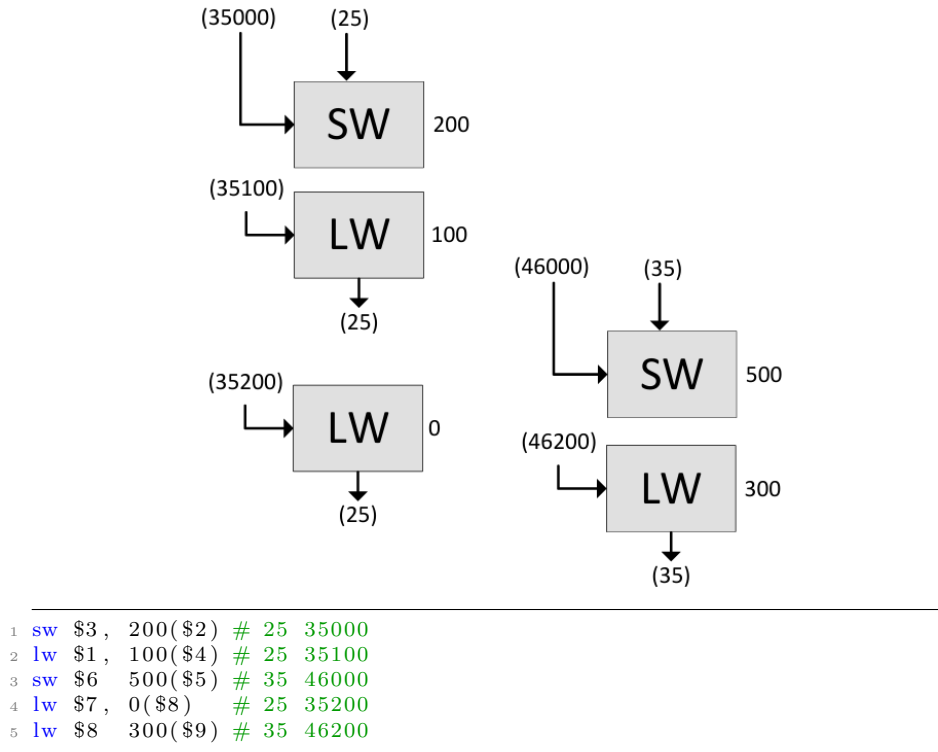 (35000) (25)
SW 200
(35100)
LW 100
(25)
(46000) (35)
SW 500
(35200)
LW 0
(25)
(46200)
LW 300
(35)
1 sw $3, 200($2) # 25 35000
2 lw $1, 100($4) # 25 35100
3 sw $6 500($5) # 35 46000
4 lw $7, 0($8) # 25 35200
5 lw $8 300($9) # 35 46200